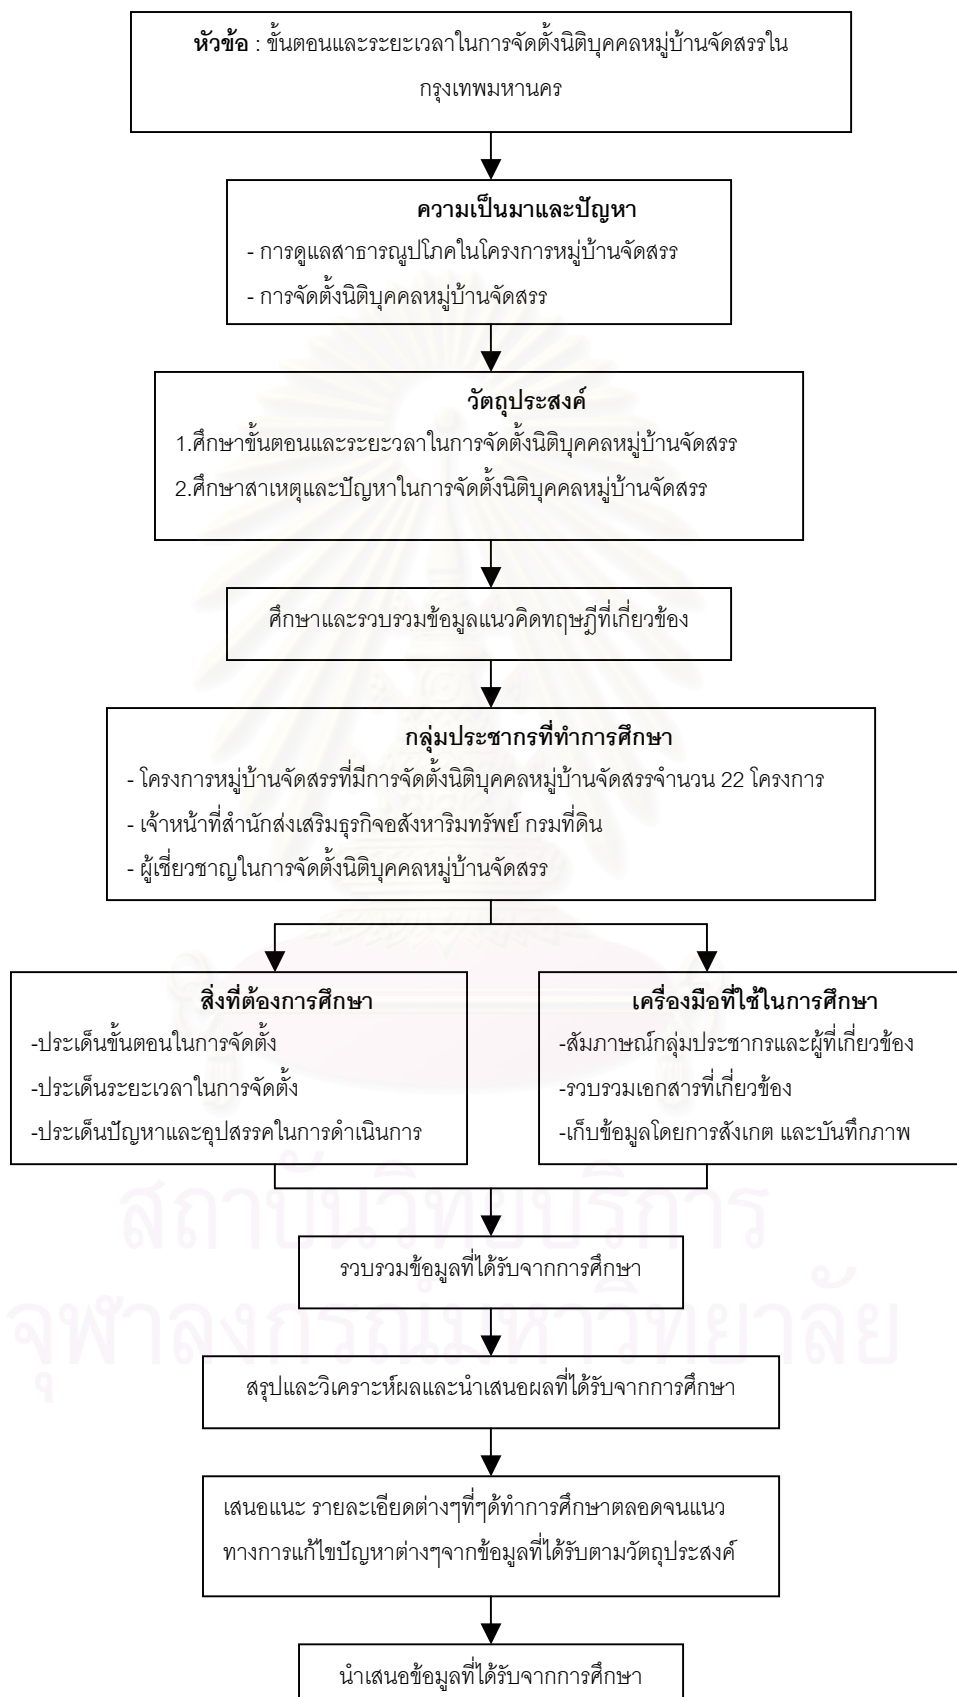 หัวข้อ : ขั้นตอนและระยะเวลาในการจัดตั้งนิติบุคคลหมู่บ้านจัดสรรใน
กรุงเทพมหานคร
ความเป็นมาและปัญหา
- การดูแลสาธารณูปโภคในโครงการหมู่บ้านจัดสรร
- การจัดตั้งนิติบุคคลหมู่บ้านจัดสรร
วัตถุประสงค์
1.ศึกษาขั้นตอนและระยะวลาในการจัดตั้งนิติบุคคลหมู่บ้านจัดสรร
2.ศึกษาสาเหตุและปัญหาในการจัดตั้งนิติบุคคลหมู่บ้านจัดสรร
ศึกษาและรวบรวมข้อมูลแนวคิดทฤษฎีที่เกี่ยวข้อง
กลุ่มประชากรที่ทำการศึกษา
- โครงการหมู่บ้านจัดสรรที่มีการจัดตั้งนิติบุคคลหมู่บ้านจัดสรรจำนวน 22 โครงการ
- เจ้าหน้าที่สำนักส่งเสริมธุรกิจอสังหาริมทรัพย์ กรมที่ดิน
- ผู้เชี่ยวชาญในการจัดตั้งนิติบุคคลหมู่บ้านจัดสรร
สิ่งที่ต้องการศึกษา
-ประเด็นขั้นตอนในการจัดตั้ง
-ประเด็นระยะเวลาในการจัดตั้ง
-ประเด็นปัญหาและอุปสรรคในการดำเนินการ
เครื่องมือที่ใช้ในการศึกษา
-สัมภาษณ์กลุ่มประชากรและผู้ที่เกี่ยวข้อง
-รวบรวมเอกสารที่เกี่ยวข้อง
-เก็บข้อมูลโดยการสังเกต และบันทึกภาพ
สถาบันวิทยบริการ
รวบรวมข้อมูลที่ได้รับจากการศึกษา
จุฬาลงกรณ์มหาวิทยาลัย
สรุปและวิเคราะห์ผลและนำเสนอผลที่ได้รับจากการศึกษา
เสนอแนะ รายละเอียดต่างๆที่ๆด้ทำการศึกษาตลอดจนแนว
ทางการแก้ไขปัญหาต่างๆจากข้อมูลที่ได้รับตามวัตถุประสงค์
นำเสนอข้อมูลที่ได้รับจากการศึกษา